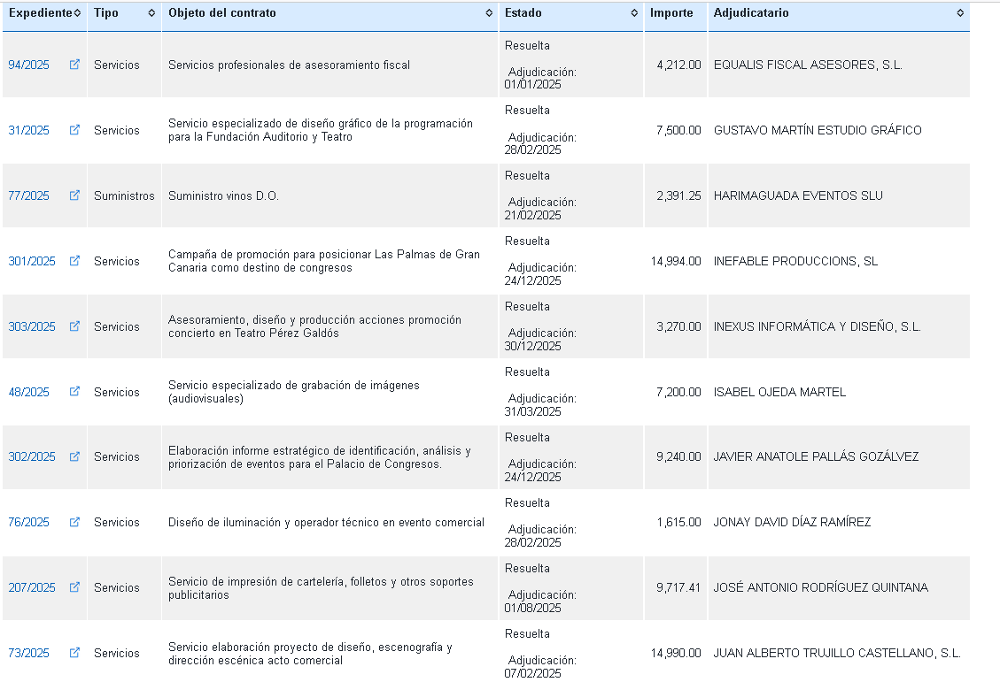 Expediente Tipo Objeto del contrato Estado Importe Adjudicatario
94/2025 Servicios Servicios profesionales de asesoramiento fiscal Resuelta Adjudicación: 01/01/2025 4,212.00 EQUALIS FISCAL ASESORES, S.L.
31/2025 Servicios Servicio especializado de diseño gráfico de la programación para la Fundación Auditorio y Teatro Resuelta Adjudicación: 28/02/2025 7,500.00 GUSTAVO MARTÍN ESTUDIO GRÁFICO
77/2025 Suministros Suministro vinos D.O. Resuelta Adjudicación: 21/02/2025 2,391.25 HARIMAGUADA EVENTOS SLU
301/2025 Servicios Campaña de promoción para posicionar Las Palmas de Gran Canaria como destino de congresos Resuelta Adjudicación: 24/12/2025 14,994.00 INEFABLE PRODUCCIONS, SL
303/2025 Servicios Asesoramiento, diseño y producción acciones promoción concierto en Teatro Pérez Galdós Resuelta Adjudicación: 30/12/2025 3,270.00 INEXUS INFORMÁTICA Y DISEÑO, S.L.
48/2025 Servicios Servicio especializado de grabación de imágenes (audiovisuales) Resuelta Adjudicación: 31/03/2025 7,200.00 ISABEL OJEDA MARTEL
302/2025 Servicios Elaboración informe estratégico de identificación, análisis y priorización de eventos para el Palacio de Congresos. Resuelta Adjudicación: 24/12/2025 9,240.00 JAVIER ANATOLE PALLÁS GOZÁLVEZ
76/2025 Servicios Diseño de iluminación y operador técnico en evento comercial Resuelta Adjudicación: 28/02/2025 1,615.00 JONAY DAVID DÍAZ RAMÍREZ
207/2025 Servicios Servicio de impresión de cartelería, folletos y otros soportes publicitarios Resuelta Adjudicación: 01/08/2025 9,717.41 JOSÉ ANTONIO RODRÍGUEZ QUINTANA
73/2025 Servicios Servicio elaboración proyecto de diseño, escenografía y dirección escénica acto comercial Resuelta Adjudicación: 07/02/2025 14,990.00 JUAN ALBERTO TRUJILLO CASTELLANO, S.L.